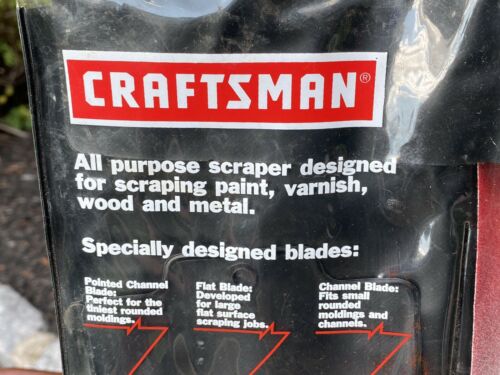 CRAFTSMAN®
All purpose scraper designed
for scraping paint, varnish,
wood and metal.
Specially designed blades:
Pointed Channel
Blade:
Perfect for the
tiniest rounded
moldings.
Flat Blade:
Developed
for large
flat surface
scraping jobs.
Channel Blade:
Fits small
rounded
moldings and
channels.